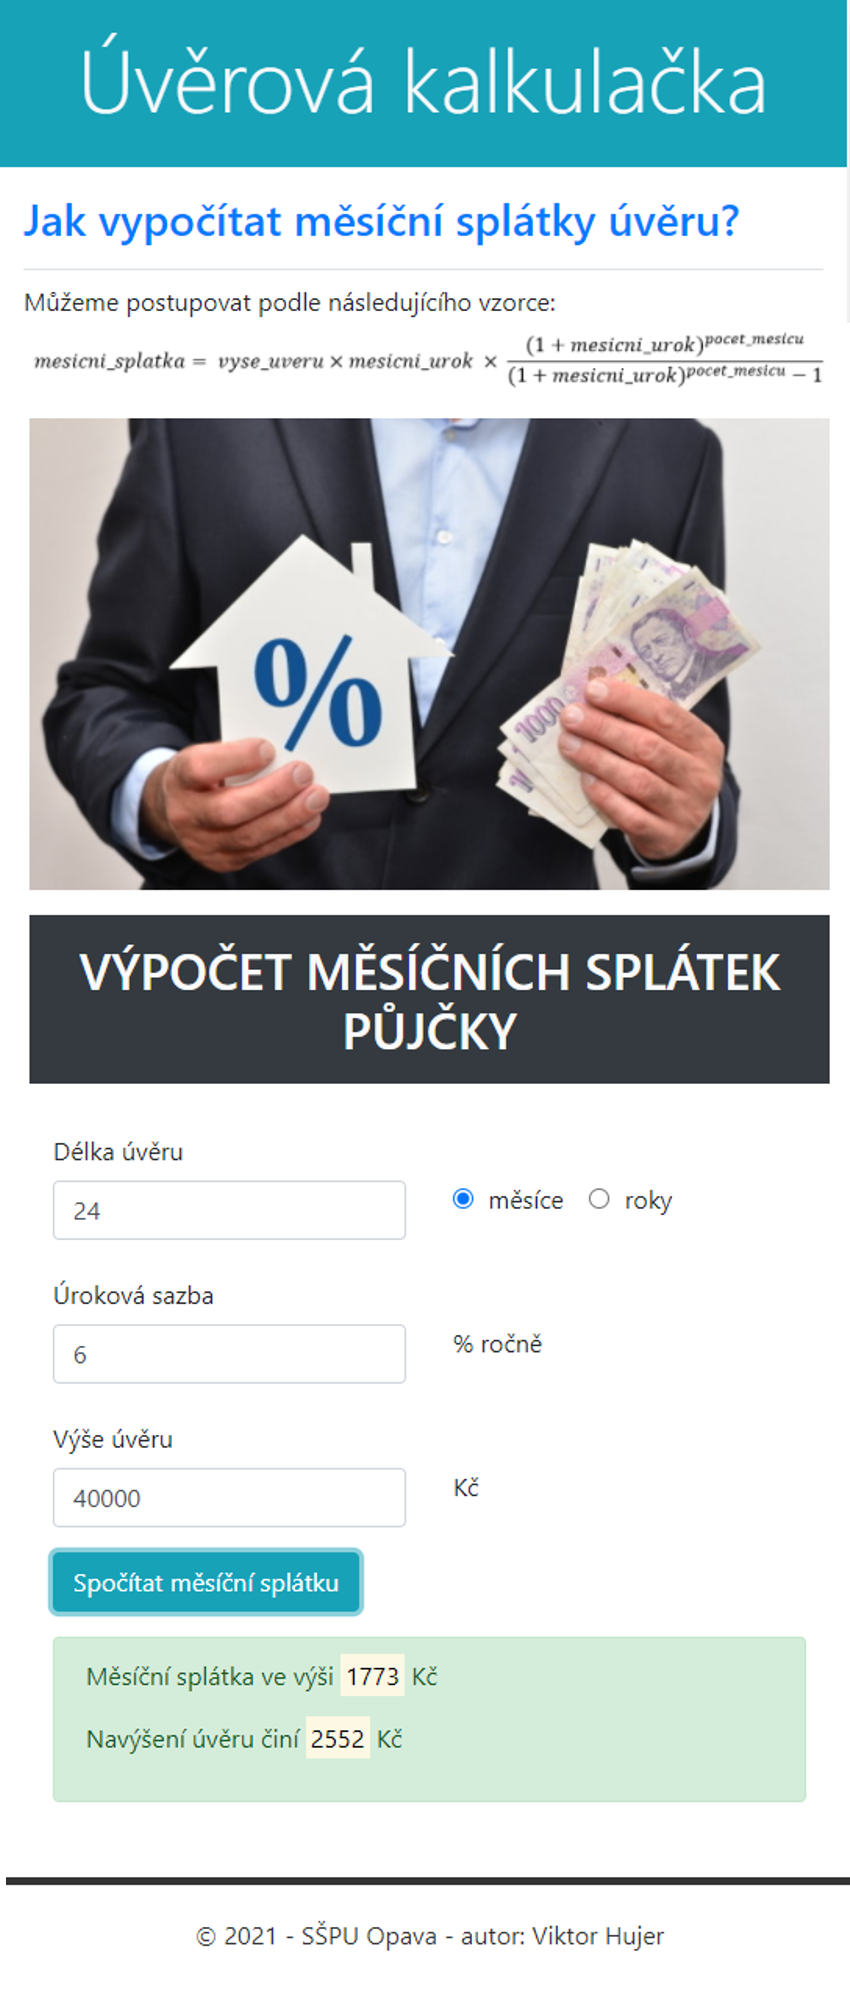 Úvěrová kalkulačka
Jak vypočítat měsíční splátky úvěru?
Můžeme postupovat podle následujícího vzorce:
mesicni_splatka = vyse_uveru × mesicni_urok × (1 + mesicni_urok)^pocet_mesicu / (1 + mesicni_urok)^pocet_mesicu − 1
%
1000
VÝPOČET MĚSÍČNÍCH SPLÁTEK
PŮJČKY
Délka úvěru
24 měsíce roky
Úroková sazba
6 % ročně
Výše úvěru
40000 Kč
Spočítat měsíční splátku
Měsíční splátka ve výši 1773 Kč
Navýšení úvěru činí 2552 Kč
© 2021 - SŠPU Opava - autor: Viktor Hujer